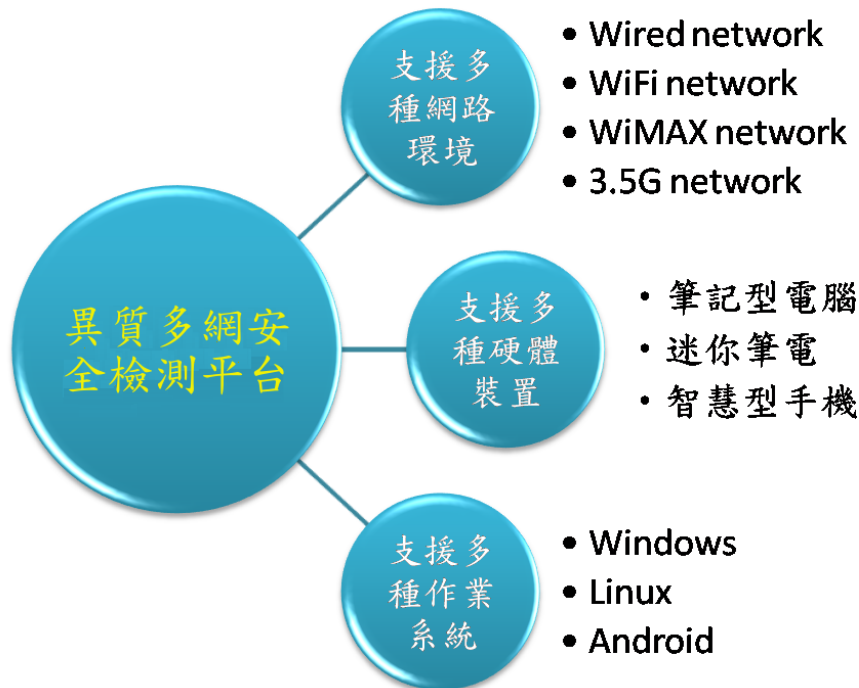 支援多
種網路
環境
• Wired network
• WiFi network
• WiMAX network
• 3.5G network
異質多網安
全檢測平台
支援多
種硬體
裝置
• 筆記型電腦
• 迷你筆電
• 智慧型手機
支援多
種作業
系統
• Windows
• Linux
• Android